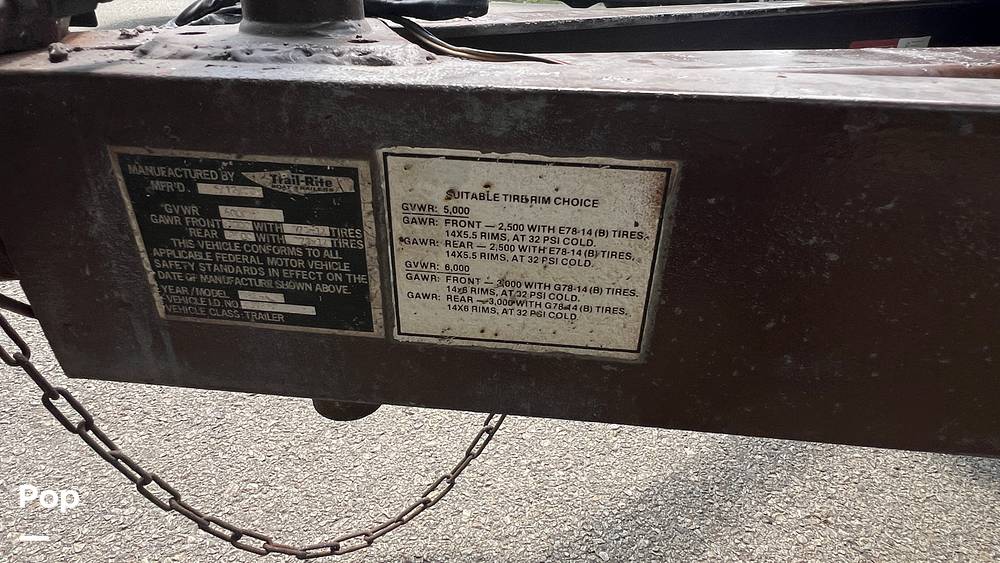 MANUFACTURED BY
Trail-Rite
BOAT TRAILERS
MFR'D.
GVWR
GAWR FRONT WITH TIRES
REAR WITH TIRES
THIS VEHICLE CONFORMS TO ALL
APPLICABLE FEDERAL MOTOR VEHICLE
SAFETY STANDARDS IN EFFECT ON THE
DATE OF MANUFACTURE SHOWN ABOVE.
YEAR/MODEL
VEHICLE I.D. NO
VEHICLE CLASS: TRAILER
SUITABLE TIRE RIM CHOICE
GVWR: 5,000
GAWR: FRONT — 2,500 WITH E78-14 (B) TIRES,
14X5.5 RIMS, AT 32 PSI COLD.
GAWR: REAR — 2,500 WITH E78-14 (B) TIRES,
14X5.5 RIMS, AT 32 PSI COLD.
GVWR: 6,000
GAWR: FRONT — 3,000 WITH G78-14 (B) TIRES.
14x6 RIMS, AT 32 PSI COLD.
GAWR: REAR — 3,000 WITH G78-14 (B) TIRES,
14X6 RIMS, AT 32 PSI COLD.
Pop